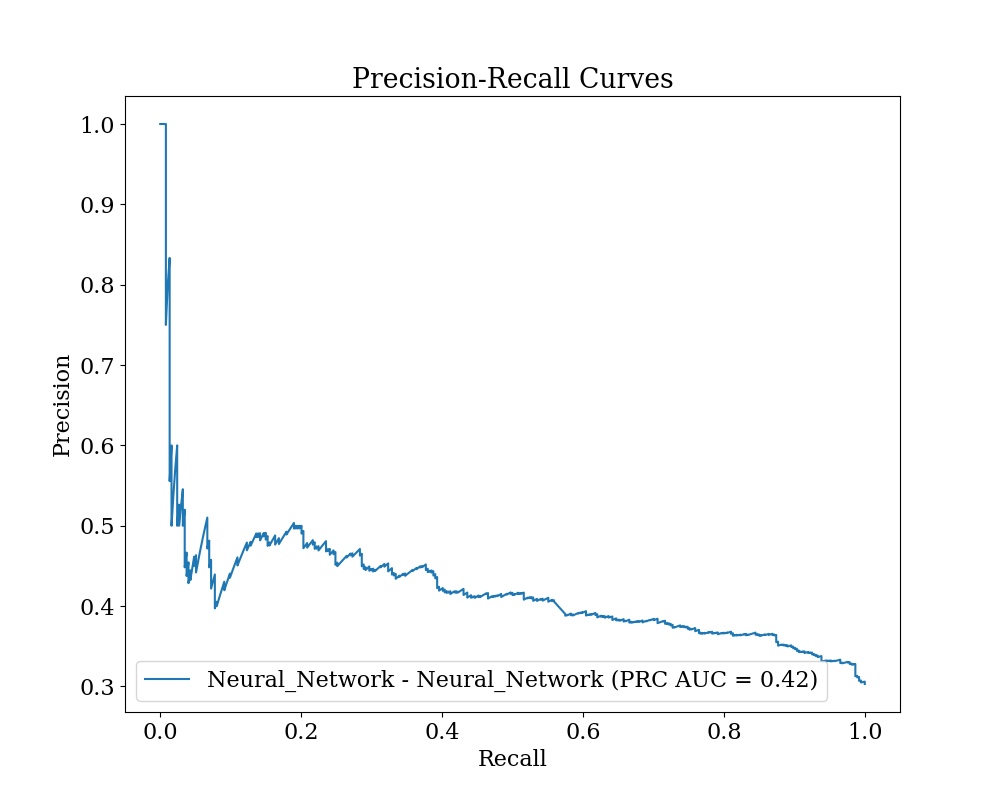 Precision-Recall Curves
1.0
0.9
0.8
0.7
0.6
0.5
0.4
0.3
Precision
Neural_Network - Neural_Network (PRC AUC = 0.42)
0.0 0.2 0.4 0.6 0.8 1.0
Recall